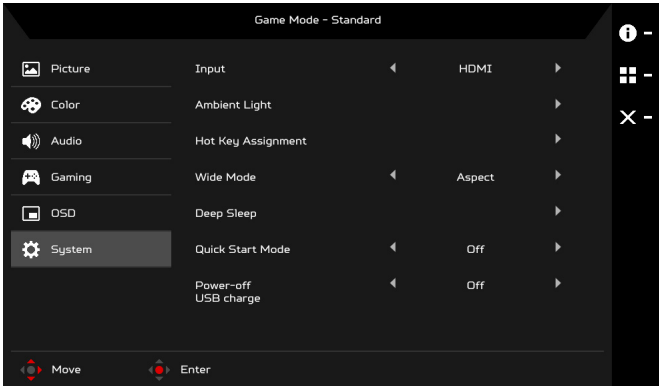 Game Mode - Standard
Picture
Input HDMI
Color
Ambient Light
Audio
Hot Key Assignment
Gaming
Wide Mode Aspect
OSD
Deep Sleep
System
Quick Start Mode Off
Power-off
USB charge Off
Move Enter